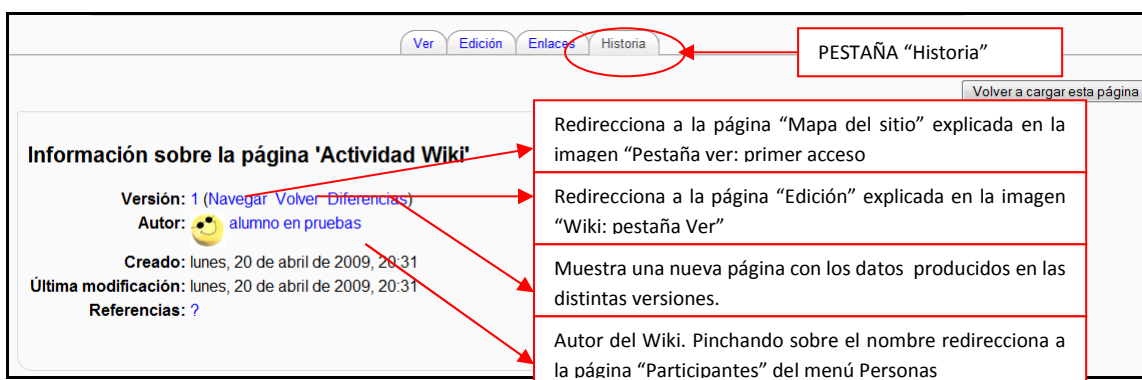 Ver Edición Enlaces Historia
PESTAÑA “Historia”
Volver a cargar esta página
Información sobre la página 'Actividad Wiki'
Versión: 1 (Navegar Volver Diferencias)
Autor: alumno en pruebas
Creado: lunes, 20 de abril de 2009, 20:31
Última modificación: lunes, 20 de abril de 2009, 20:31
Referencias: ?
Redirecciona a la página “Mapa del sitio” explicada en la
imagen “Pestaña ver: primer acceso
Redirecciona a la página “Edición” explicada en la imagen
“Wiki: pestaña Ver”
Muestra una nueva página con los datos producidos en las
distintas versiones.
Autor del Wiki. Pinchando sobre el nombre redirecciona a
la página “Participantes” del menú Personas